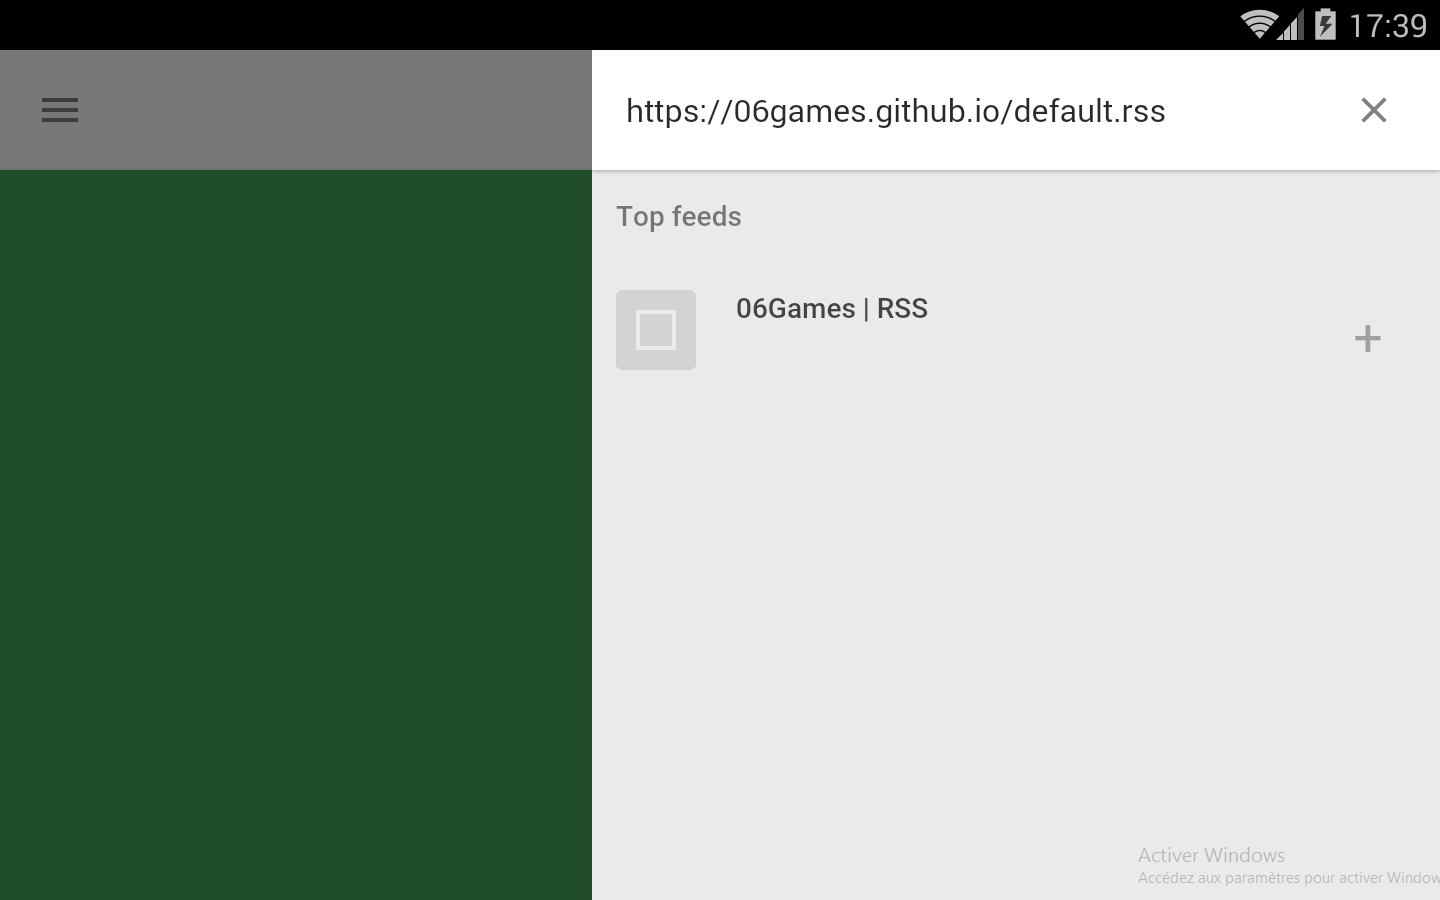 17:39
https://06games.github.io/default.rss
Top feeds
06Games | RSS
Activer Windows
Accédez aux paramètres pour activer Window